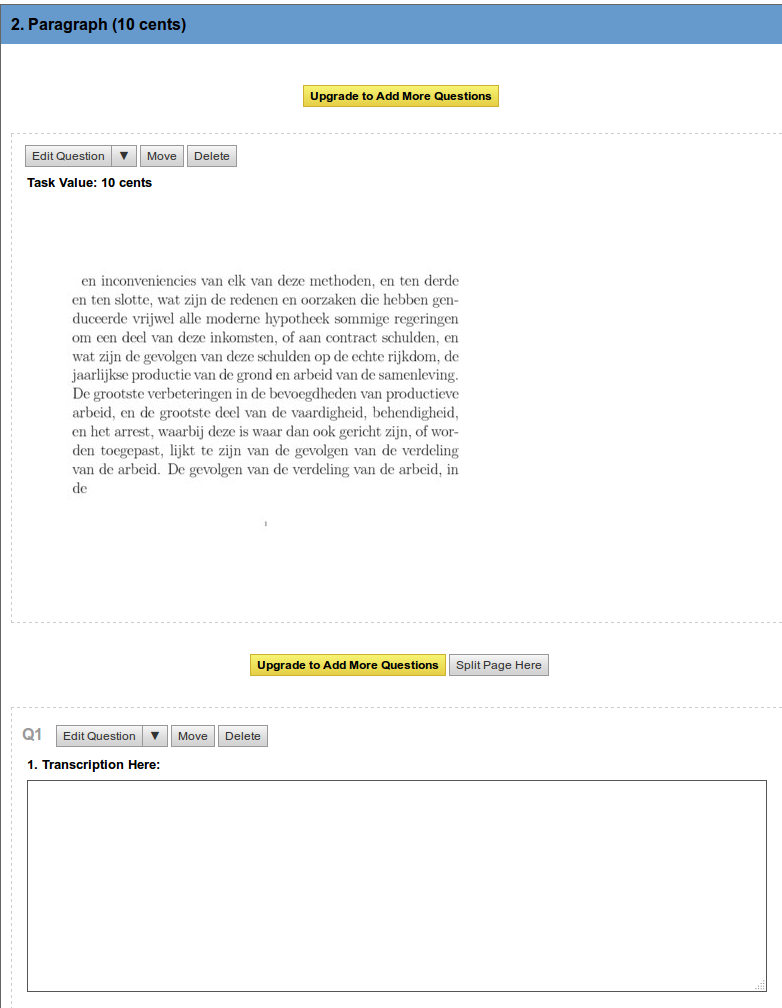 2. Paragraph (10 cents)
Upgrade to Add More Questions
Edit Question ▼ Move Delete
Task Value: 10 cents
en inconveniencies van elk van deze methoden, en ten derde
en ten slotte, wat zijn de redenen en oorzaken die hebben gen-
duceerde vrijwel alle moderne hypotheek sommige regeringen
om een deel van deze inkomsten, of aan contract schulden, en
wat zijn de gevolgen van deze schulden op de echte rijkdom, de
jaarlijkse productie van de grond en arbeid van de samenleving.
De grootste verbeteringen in de bevoegdheden van productieve
arbeid, en de grootste deel van de vaardigheid, behendigheid,
en het arrest, waarbij deze is waar dan ook gericht zijn, of wor-
den toegepast, lijkt te zijn van de gevolgen van de verdeling
van de arbeid. De gevolgen van de verdeling van de arbeid, in
de
Upgrade to Add More Questions Split Page Here
Q1 Edit Question ▼ Move Delete
1. Transcription Here: